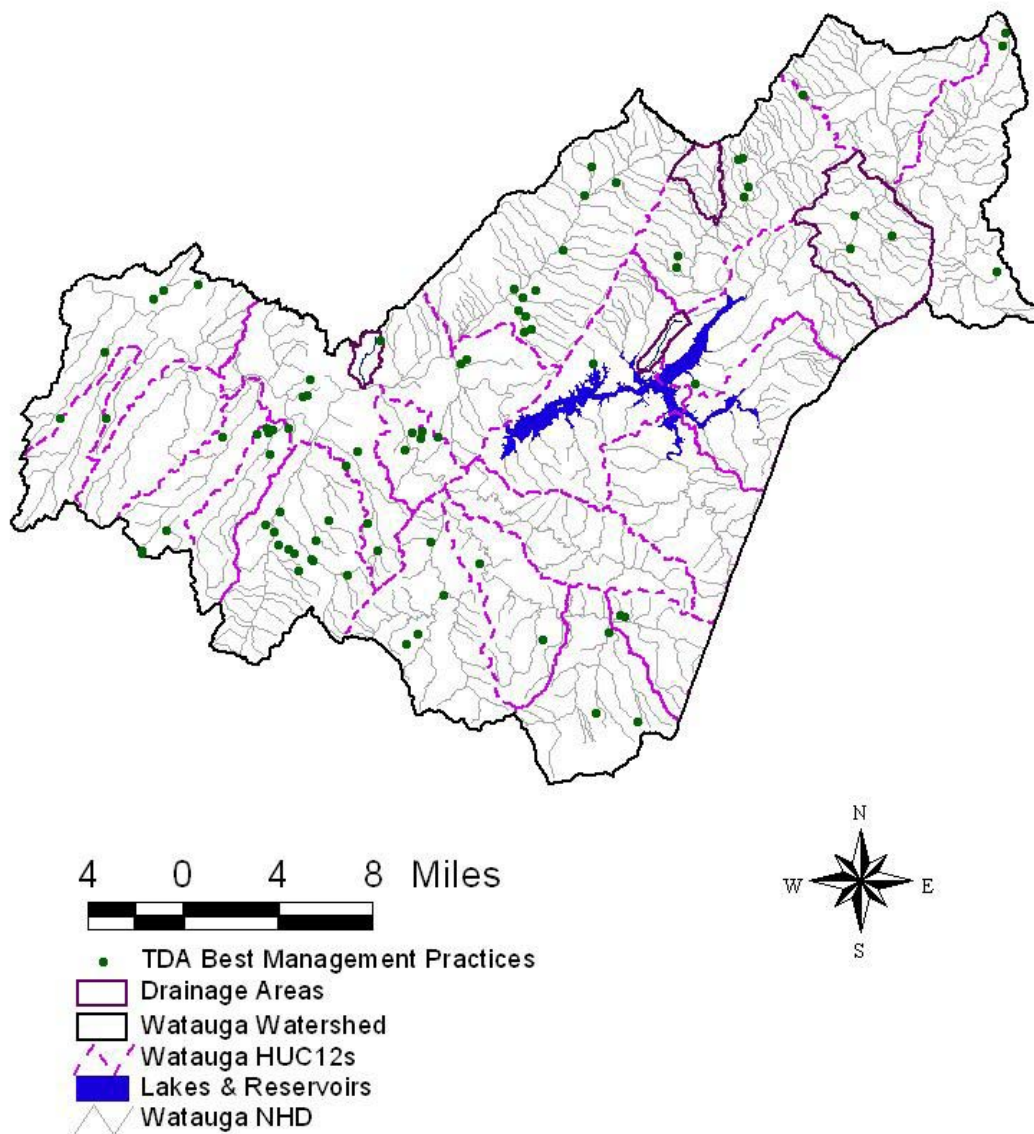 N
W E
S
4 0 4 8 Miles
TDA Best Management Practices
Drainage Areas
Watauga Watershed
Watauga HUC12s
Lakes & Reservoirs
Watauga NHD